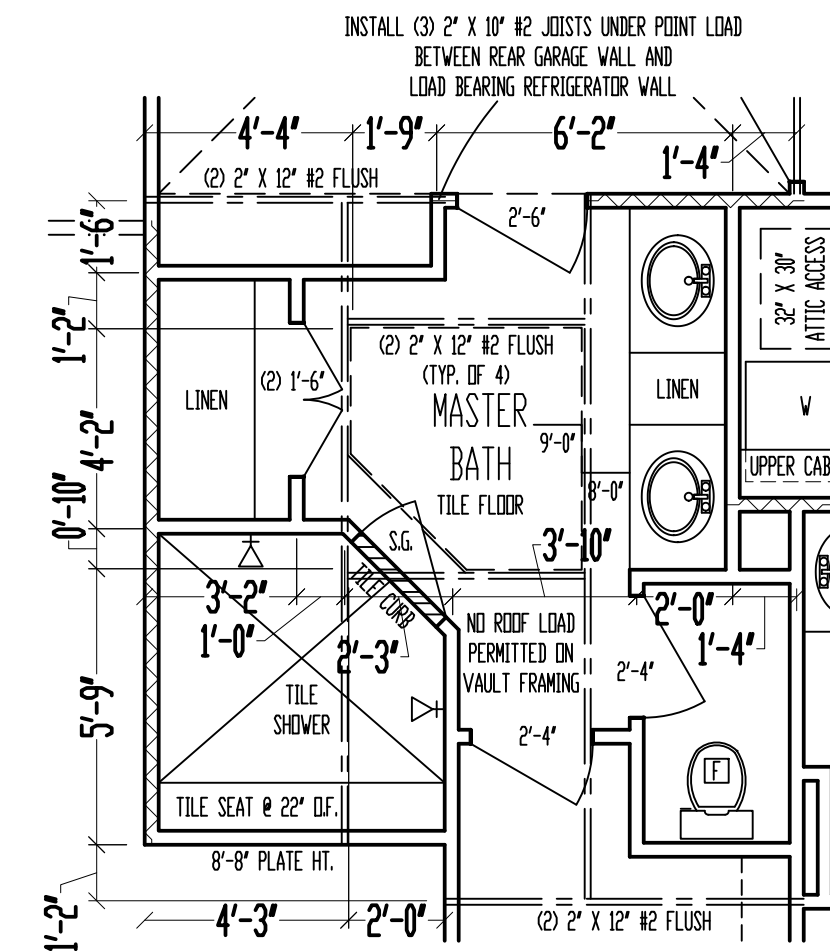 INSTALL (3) 2" X 10" #2 JOISTS UNDER POINT LOAD
BETWEEN REAR GARAGE WALL AND
LOAD BEARING REFRIGERATOR WALL
4'-4"
1'-9"
6'-2"
1'-4"
(2) 2" X 12" #2 FLUSH
2'-6"
1'-6"
32" X 30"
ATTIC ACCESS
1'-2"
(2) 2" X 12" #2 FLUSH
(TYP. OF 4)
(2) 1'-6"
LINEN
LINEN
W
MASTER
BATH
TILE FLOOR
9'-0"
8'-0"
UPPER CAB
4'-2"
0'-10"
S.G.
3'-10"
TILE CURB
3'-2"
1'-0"
2'-3"
2'-0"
1'-4"
NO ROOF LOAD
PERMITTED ON
VAULT FRAMING
2'-4"
2'-4"
5'-9"
TILE
SHOWER
F
TILE SEAT @ 22" O.F.
8'-8" PLATE HT.
1'-2"
4'-3"
2'-0"
(2) 2" X 12" #2 FLUSH